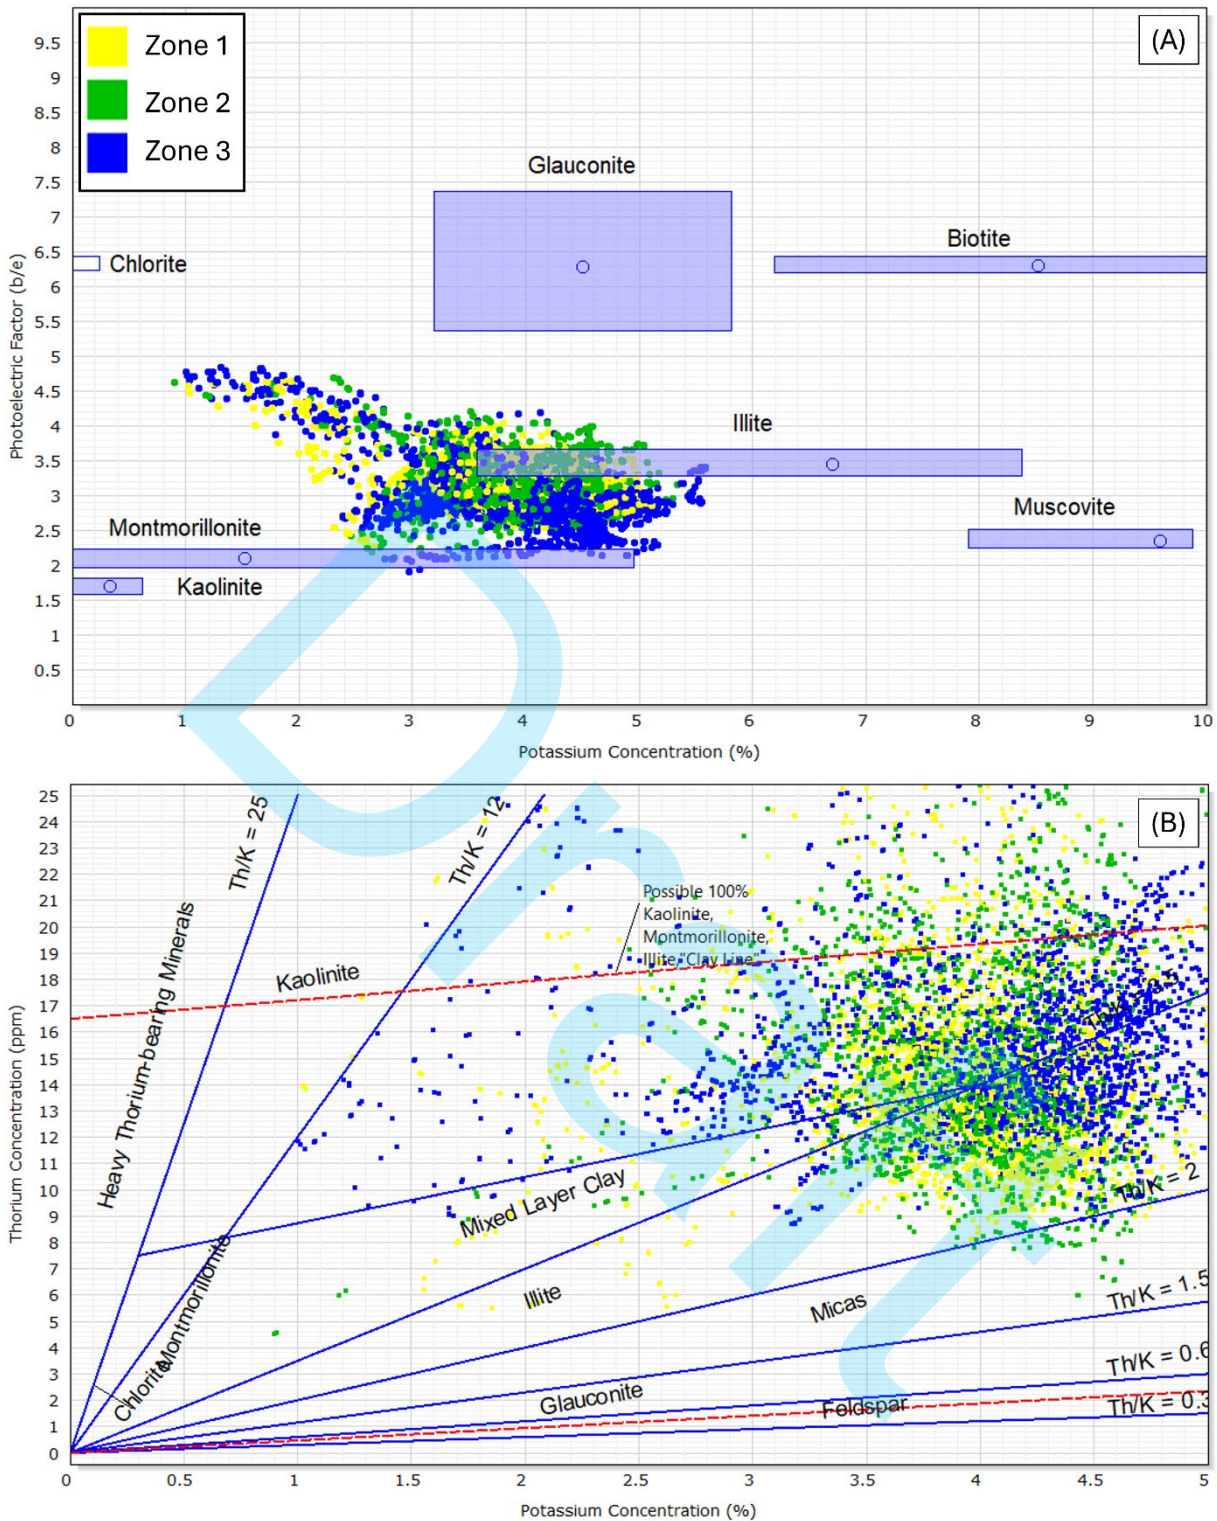 (A)
Zone 1
Zone 2
Zone 3
9.5
9
8.5
8
7.5
7
6.5
6
5.5
5
4.5
4
3.5
3
2.5
2
1.5
1
0.5
Photoelectric Factor (b/e)
Glauconite
Biotite
Chlorite
Illite
Muscovite
Montmorillonite
Kaolinite
0 1 2 3 4 5 6 7 8 9 10
Potassium Concentration (%)
(B)
25
24
23
22
21
20
19
18
17
16
15
14
13
12
11
10
9
8
7
6
5
4
3
2
1
0
Thorium Concentration (ppm)
Th/K = 25
Th/K = 12
Possible 100%
Kaolinite,
Montmorillonite,
Illite "Clay Line"
Heavy Thorium-bearing Minerals
Kaolinite
Th/K = 3.5
Mixed Layer Clay
Th/K = 2
Montmorillonite
Illite
Micas
Th/K = 1.5
Chlorite
Glauconite
Th/K = 0.6
Feldspar
Th/K = 0.3
0 0.5 1 1.5 2 2.5 3 3.5 4 4.5 5
Potassium Concentration (%)
Draft